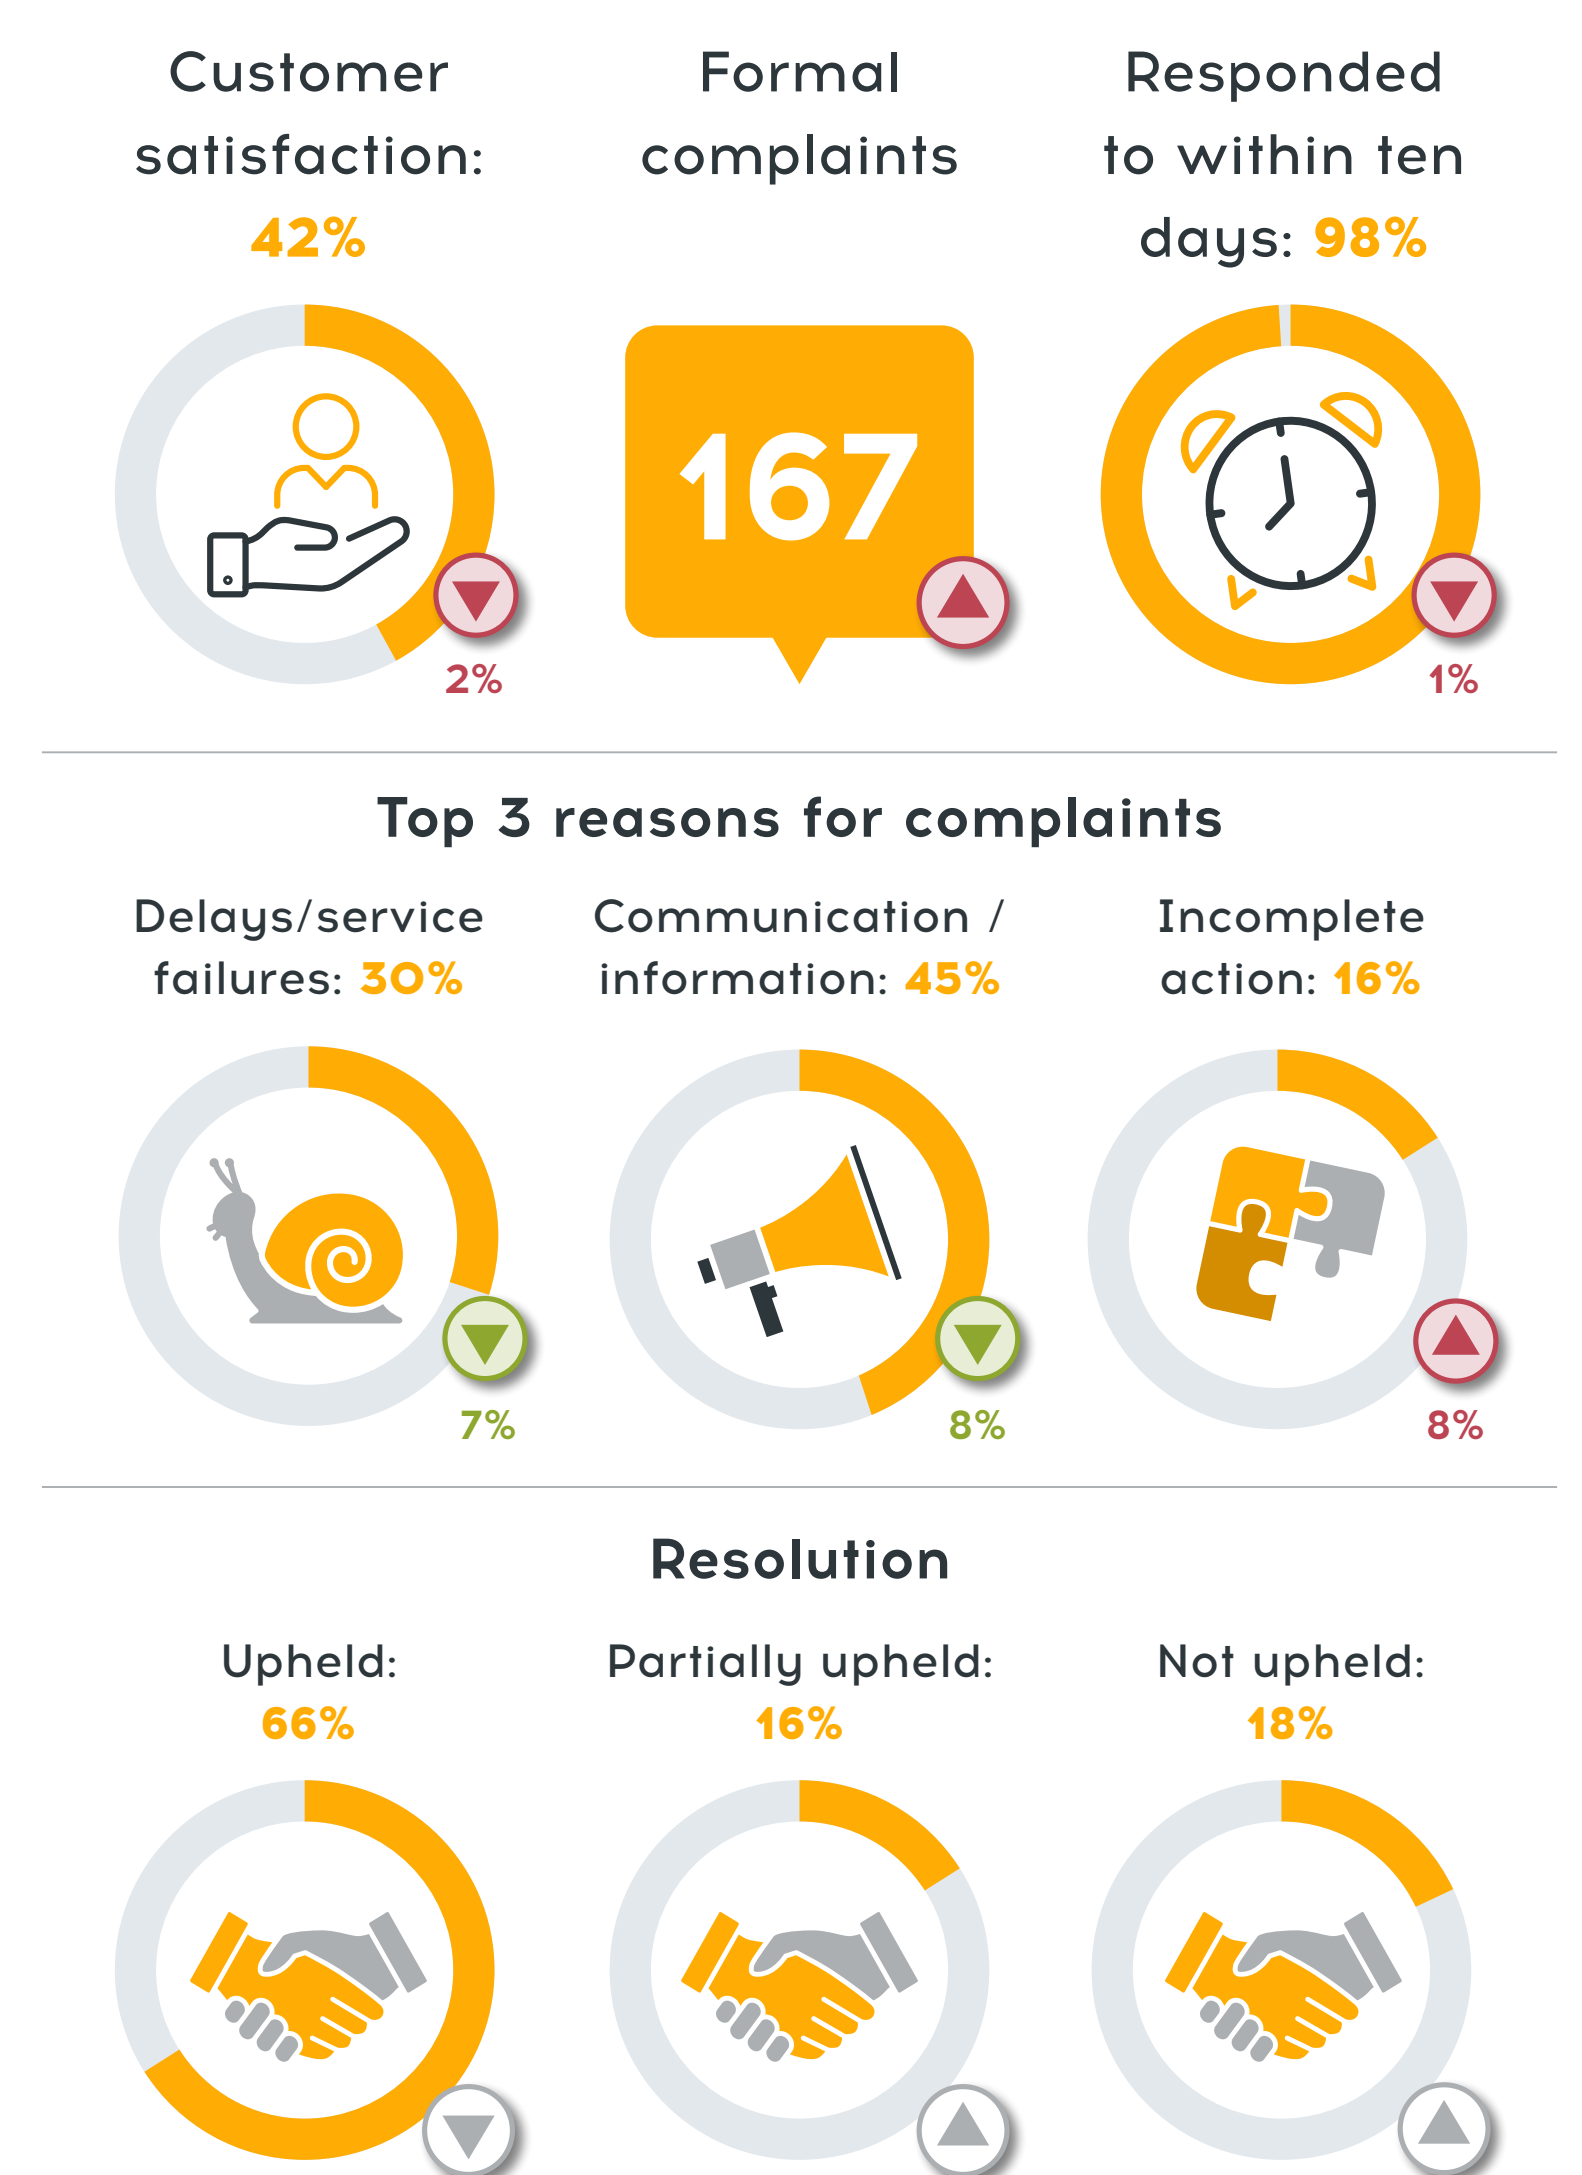 Customer
satisfaction:
42%
2%
Formal
complaints
167
Responded
to within ten
days: 98%
1%
Top 3 reasons for complaints
Delays/service
failures: 30%
7%
Communication /
information: 45%
8%
Incomplete
action: 16%
8%
Resolution
Upheld:
66%
Partially upheld:
16%
Not upheld:
18%